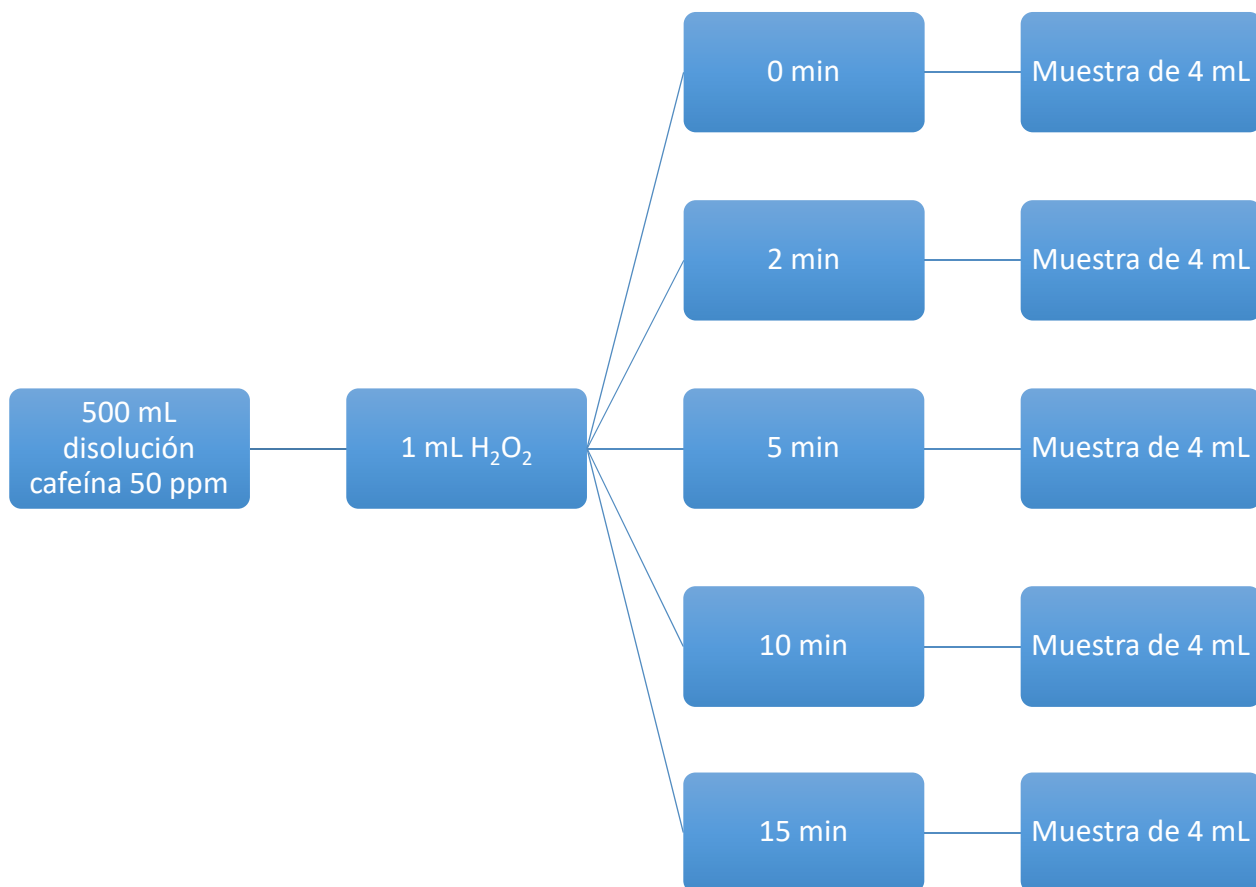 500 mL
disolución
cafeína 50 ppm
1 mL H₂O₂
0 min
Muestra de 4 mL
2 min
Muestra de 4 mL
5 min
Muestra de 4 mL
10 min
Muestra de 4 mL
15 min
Muestra de 4 mL